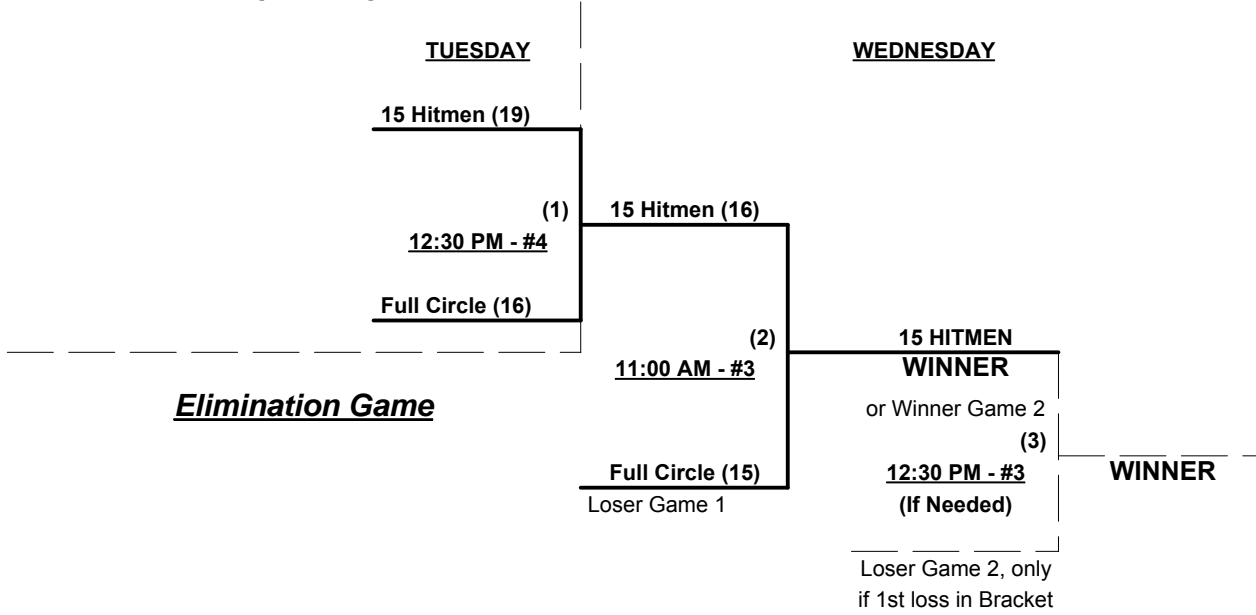 TUESDAY
WEDNESDAY
15 Hitmen (19)
(1)
15 Hitmen (16)
12:30 PM - #4
Full Circle (16)
(2)
15 HITMEN
11:00 AM - #3
WINNER
Elimination Game
or Winner Game 2
(3)
Full Circle (15)
12:30 PM - #3
WINNER
Loser Game 1
(If Needed)
Loser Game 2, only
if 1st loss in Bracket